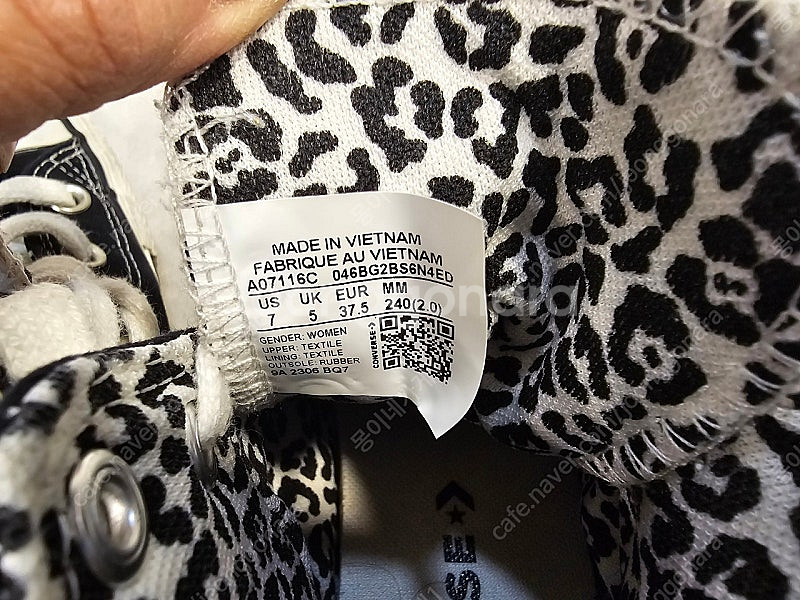 MADE IN VIETNAM
FABRIQUE AU VIETNAM
A07116C 046BG2BS6N4ED
US UK EUR MM
7 5 37.5 240(2.0)
GENDER: WOMEN
UPPER: TEXTILE
LINING: TEXTILE
OUTSOLE: RUBBER
9A 2306 BQ7
CONVERSE
SE